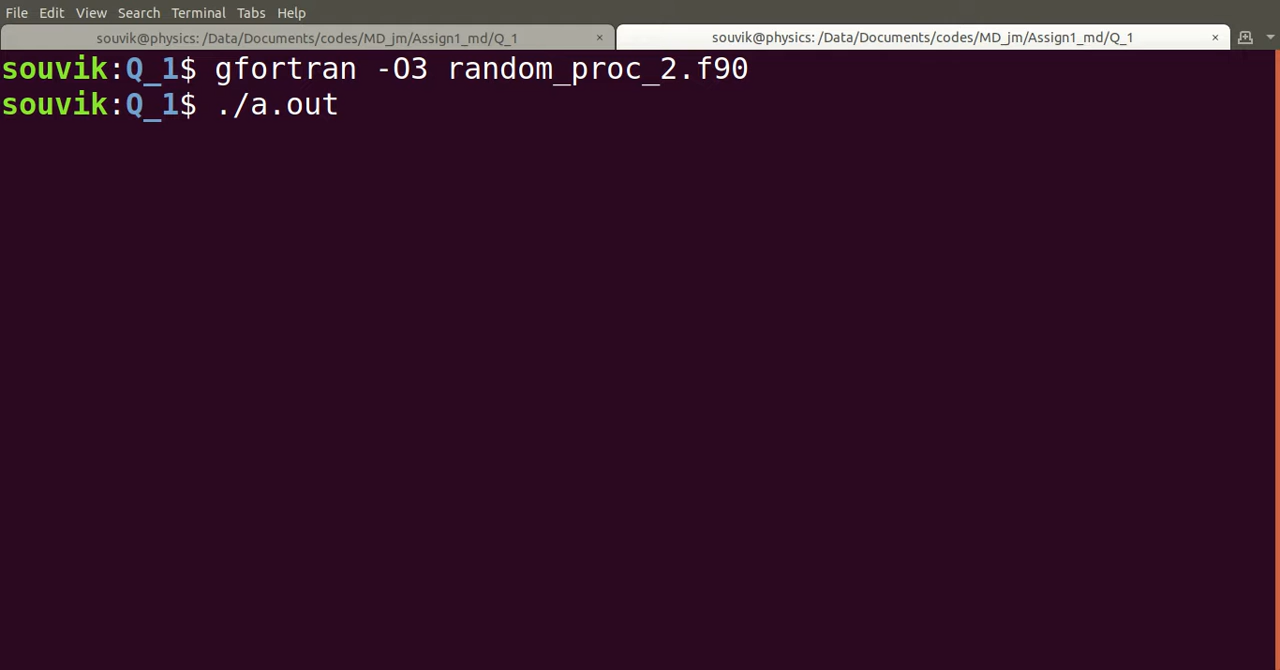 File Edit View Search Terminal Tabs Help
souvik@physics: /Data/Documents/codes/MD_jm/Assign1_md/Q_1 × souvik@physics: /Data/Documents/codes/MD_jm/Assign1_md/Q_1 ×
souvik:Q_1$ gfortran -O3 random_proc_2.f90
souvik:Q_1$ ./a.out